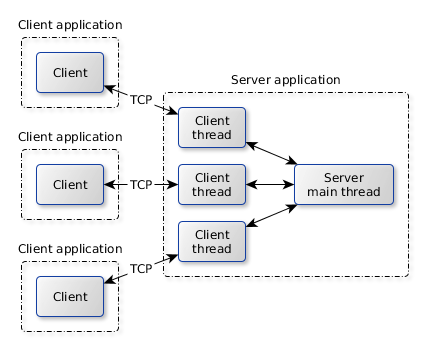 Client application
Client
TCP
Server application
Client
thread
Client application
Client
TCP
Client
thread
Server
main thread
Client application
Client
TCP
Client
thread